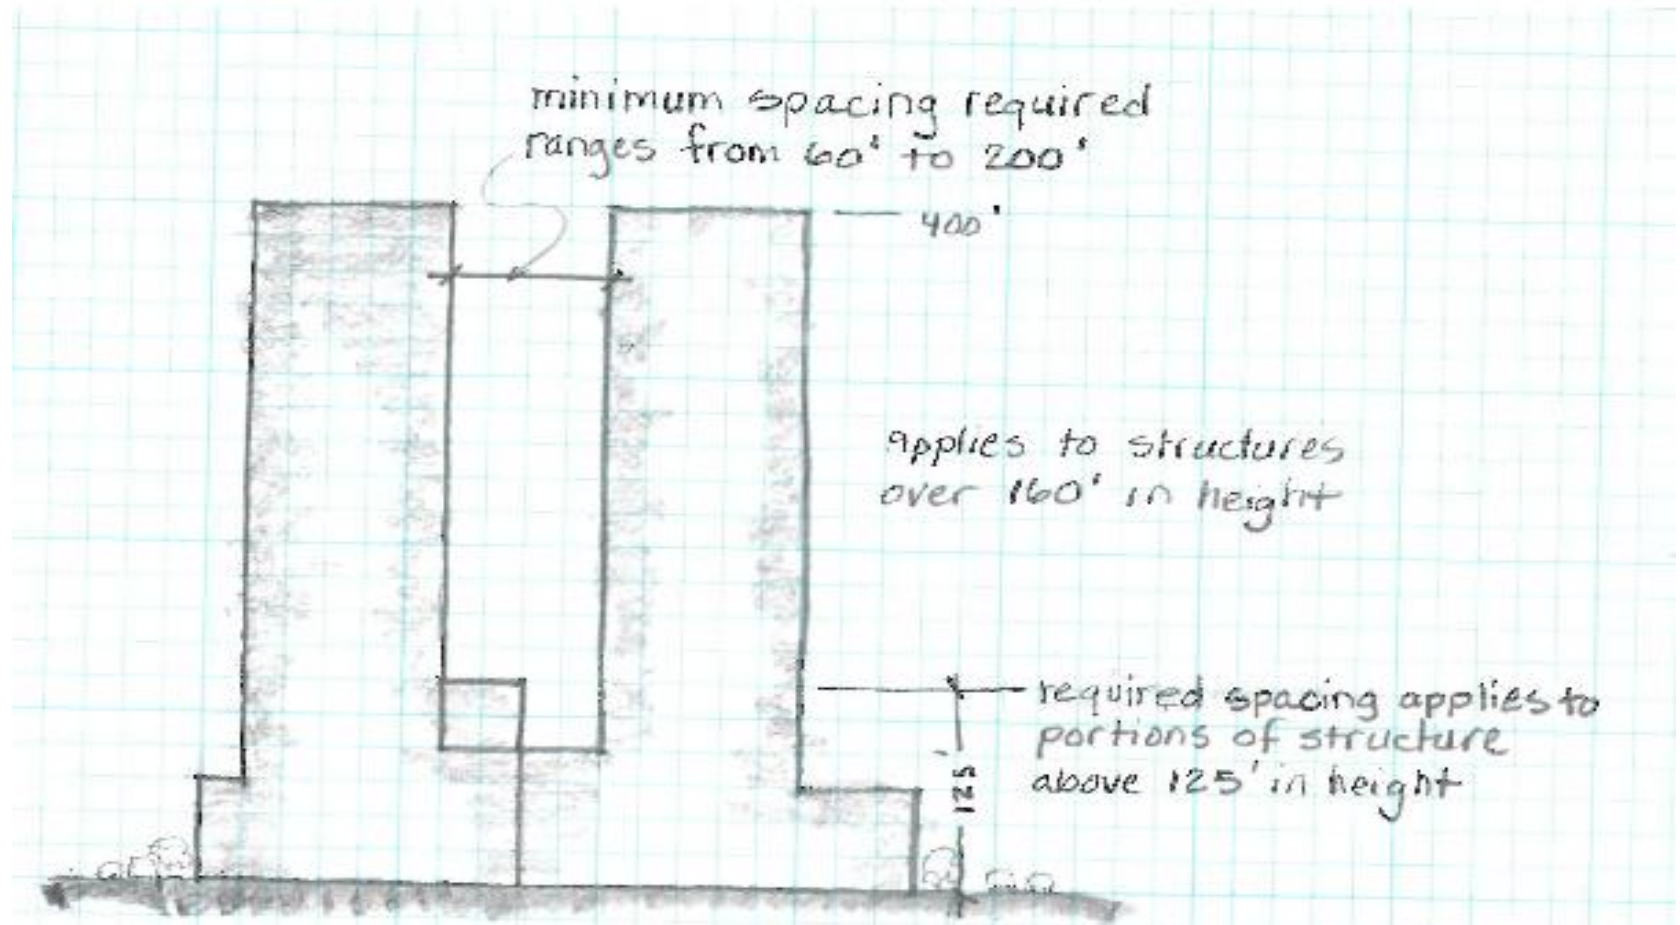 minimum spacing required
ranges from 60' to 200'
400'
applies to structures
over 160' in height
required spacing applies to
portions of structure
above 125' in height
125'